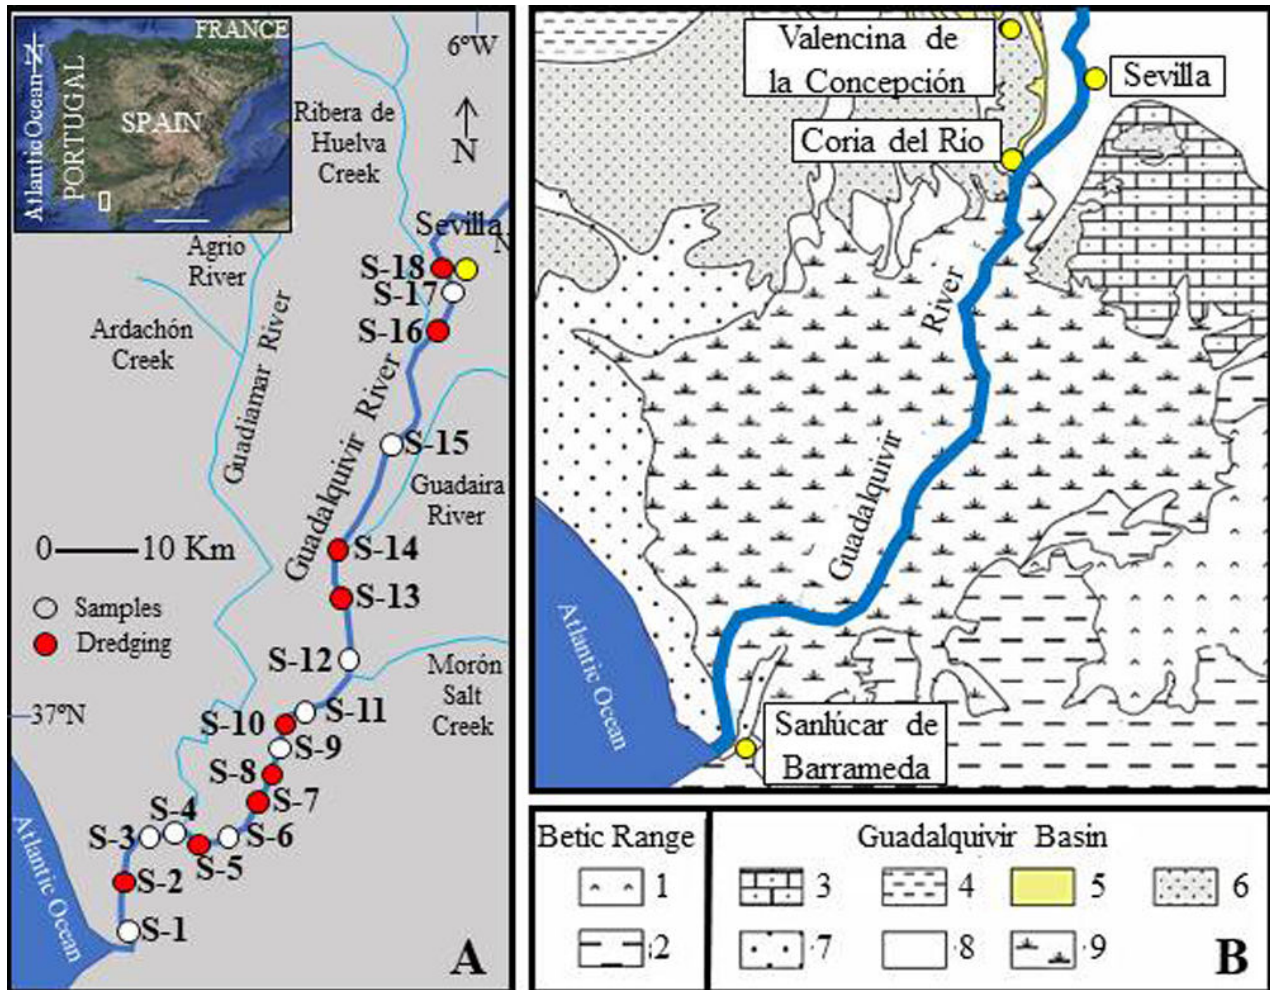 FRANCE
N
Atlantic Ocean
PORTUGAL
SPAIN
6°W
N
Ribera de
Huelva
Creek
Sevilla
N
Agrio
River
S-18
S-17
S-16
Ardachón
Creek
Guadiamar River
Guadalquivir River
S-15
Guadaira
River
0 10 Km
S-14
Samples
S-13
Dredging
S-12
Morón
Salt
Creek
37°N
S-11
S-10
S-9
S-8
S-7
S-4
S-3
S-6
S-5
S-2
S-1
Atlantic Ocean
A
Valencina de
la Concepción
Sevilla
Coria del Río
River
Guadalquivir
Atlantic Ocean
Sanlúcar de
Barrameda
Betic Range
Guadalquivir Basin
1
3
4
5
6
2
7
8
9
B